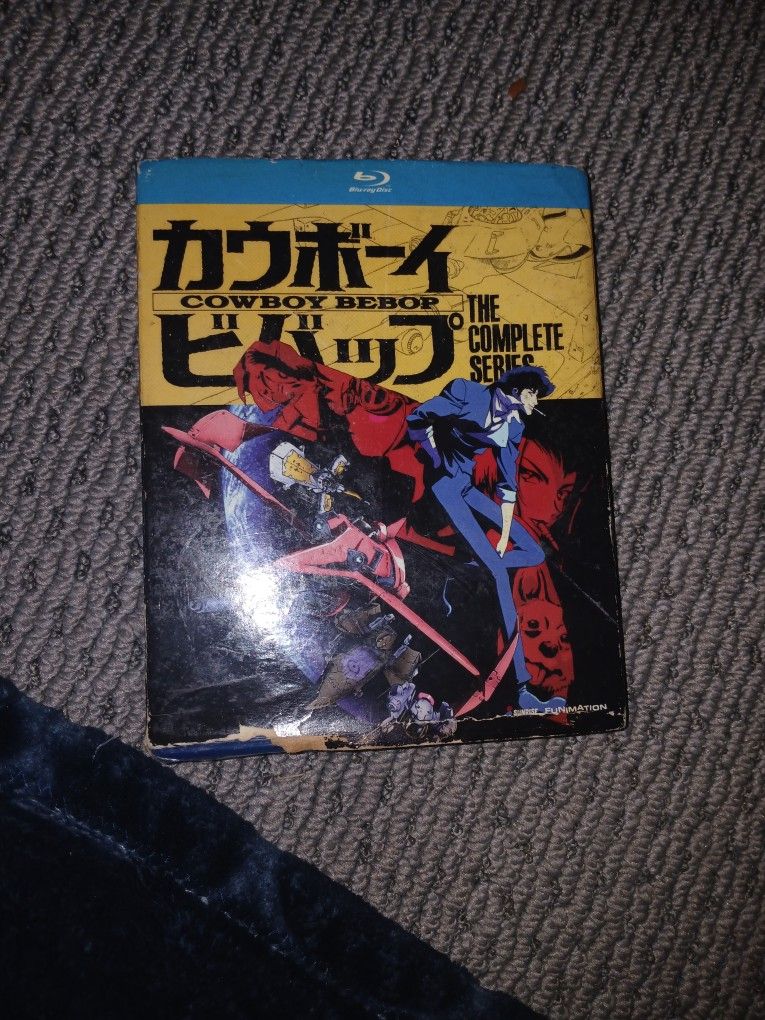 Blu-ray Disc
カウボーイ
COWBOY BEBOP
ビバップ
THE
COMPLETE
SERIES
SUNRISE FUNIMATION